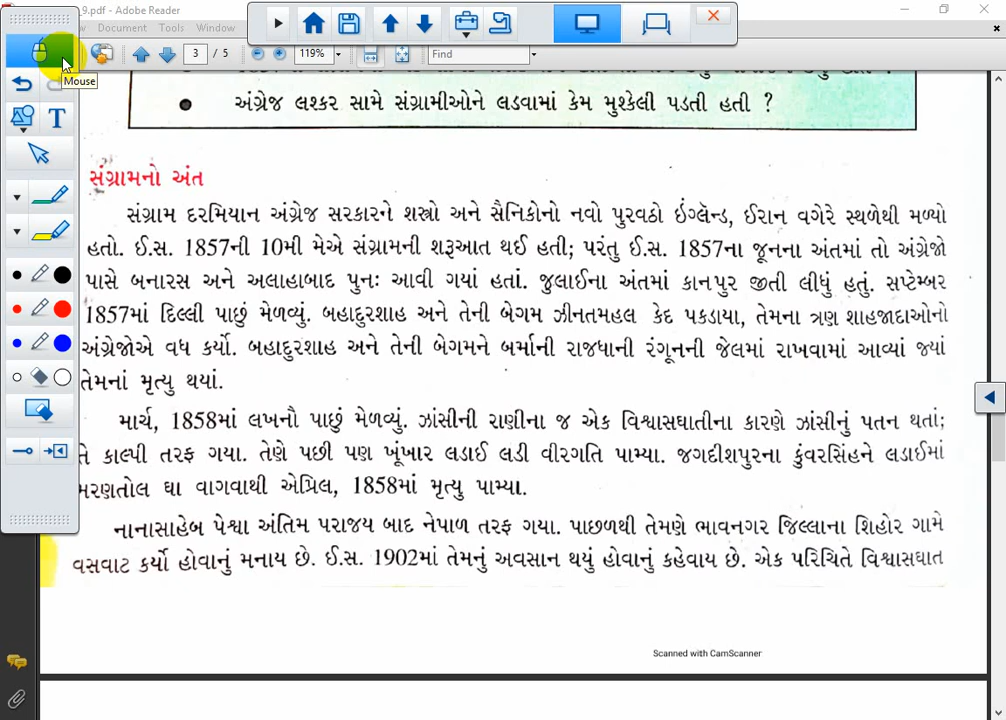 _9.pdf - Adobe Reader
Document Tools Window
3 / 5 119% Find
Mouse
T
અંગ્રેજ લશ્કર સામે સંગ્રામીઓને લડવામાં કેમ મુશ્કેલી પડતી હતી ?
સંગ્રામનો અંત
સંગ્રામ દરમિયાન અંગ્રેજ સરકારને શસ્ત્રો અને સૈનિકોનો નવો પુરવઠો ઇંગ્લૅન્ડ, ઈરાન વગેરે સ્થળેથી મળ્યો
હતો. ઈ.સ. 1857ની 10મી મેએ સંગ્રામની શરૂઆત થઈ હતી; પરંતુ ઈ.સ. 1857ના જૂનના અંતમાં તો અંગ્રેજો
પાસે બનારસ અને અલાહાબાદ પુનઃ આવી ગયાં હતાં. જુલાઈના અંતમાં કાનપુર જીતી લીધું હતું. સપ્ટેમ્બર
1857માં દિલ્લી પાછું મેળવ્યું. બહાદુરશાહ અને તેની બેગમ ઝીનતમહલ કેદ પકડાયા, તેમના ત્રણ શાહજાદાઓનો
અંગ્રેજોએ વધ કર્યો. બહાદુરશાહ અને તેની બેગમને બર્માની રાજધાની રંગૂનની જેલમાં રાખવામાં આવ્યાં જ્યાં
તેમનાં મૃત્યુ થયાં.
માર્ચ, 1858માં લખનૌ પાછું મેળવ્યું. ઝાંસીની રાણીના જ એક વિશ્વાસઘાતીના કારણે ઝાંસીનું પતન થતાં;
તે કાલ્પી તરફ ગયા. તેણે પછી પણ ખૂંખાર લડાઈ લડી વીરગતિ પામ્યા. જગદીશપુરના કુંવરસિંહને લડાઈમાં
મરણતોલ ઘા વાગવાથી એપ્રિલ, 1858માં મૃત્યુ પામ્યા.
નાનાસાહેબ પેશ્વા અંતિમ પરાજય બાદ નેપાળ તરફ ગયા. પાછળથી તેમણે ભાવનગર જિલ્લાના શિહોર ગામે
વસવાટ કર્યો હોવાનું મનાય છે. ઈ.સ. 1902માં તેમનું અવસાન થયું હોવાનું કહેવાય છે. એક પરિચિતે વિશ્વાસઘાત
Scanned with CamScanner